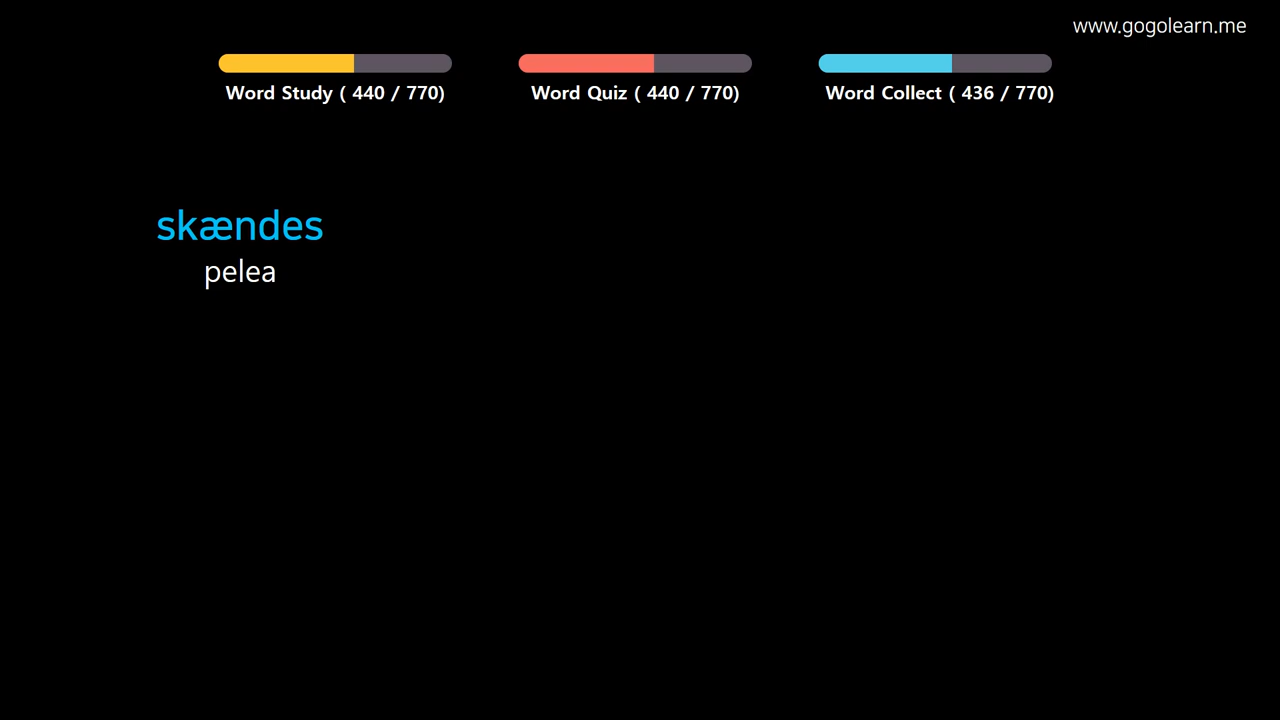 www.gogolearn.me
Word Study ( 440 / 770)
Word Quiz ( 440 / 770)
Word Collect ( 436 / 770)
skændes
pelea